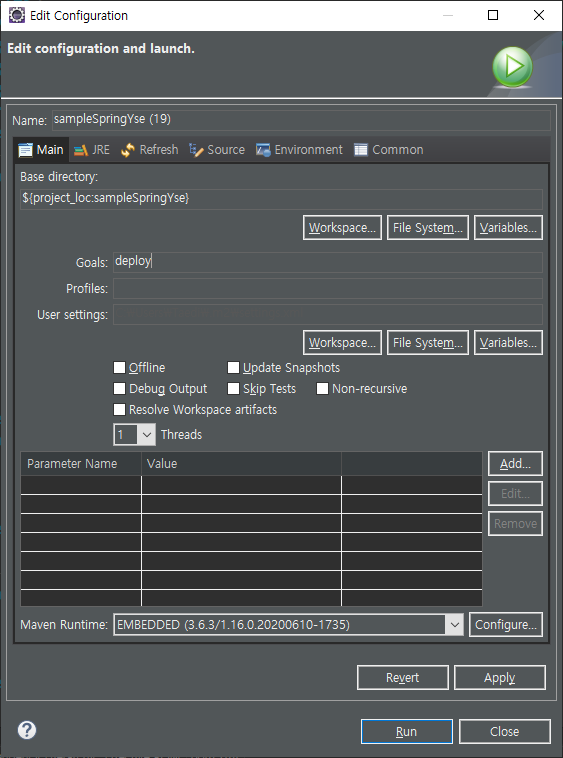 Edit Configuration
Edit configuration and launch.
Name: sampleSpringYse (19)
Main JRE Refresh Source Environment Common
Base directory:
${project_loc:sampleSpringYse}
Workspace... File System... Variables...
Goals: deploy
Profiles:
User settings:
Workspace... File System... Variables...
Offline Update Snapshots
Debug Output Skip Tests Non-recursive
Resolve Workspace artifacts
1 Threads
Parameter Name Value Add...
Edit...
Remove
Maven Runtime: EMBEDDED (3.6.3/1.16.0.20200610-1735) Configure...
Revert Apply
? Run Close